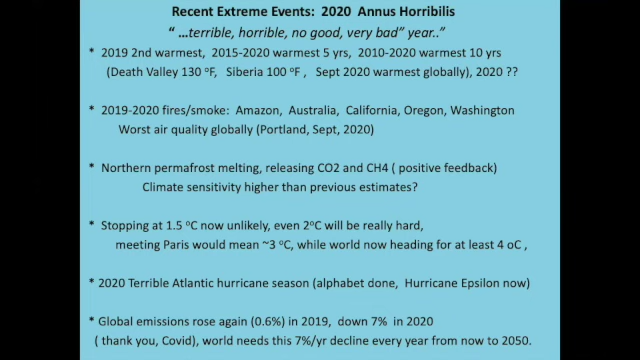 Recent Extreme Events: 2020 Annus Horribilis
“ …terrible, horrible, no good, very bad” year..”
* 2019 2nd warmest, 2015-2020 warmest 5 yrs, 2010-2020 warmest 10 yrs
(Death Valley 130 ºF, Siberia 100 ºF , Sept 2020 warmest globally), 2020 ??
* 2019-2020 fires/smoke: Amazon, Australia, California, Oregon, Washington
Worst air quality globally (Portland, Sept, 2020)
* Northern permafrost melting, releasing CO2 and CH4 ( positive feedback)
Climate sensitivity higher than previous estimates?
* Stopping at 1.5 ºC now unlikely, even 2ºC will be really hard,
meeting Paris would mean ~3 ºC, while world now heading for at least 4 oC ,
* 2020 Terrible Atlantic hurricane season (alphabet done, Hurricane Epsilon now)
* Global emissions rose again (0.6%) in 2019, down 7% in 2020
( thank you, Covid), world needs this 7%/yr decline every year from now to 2050.